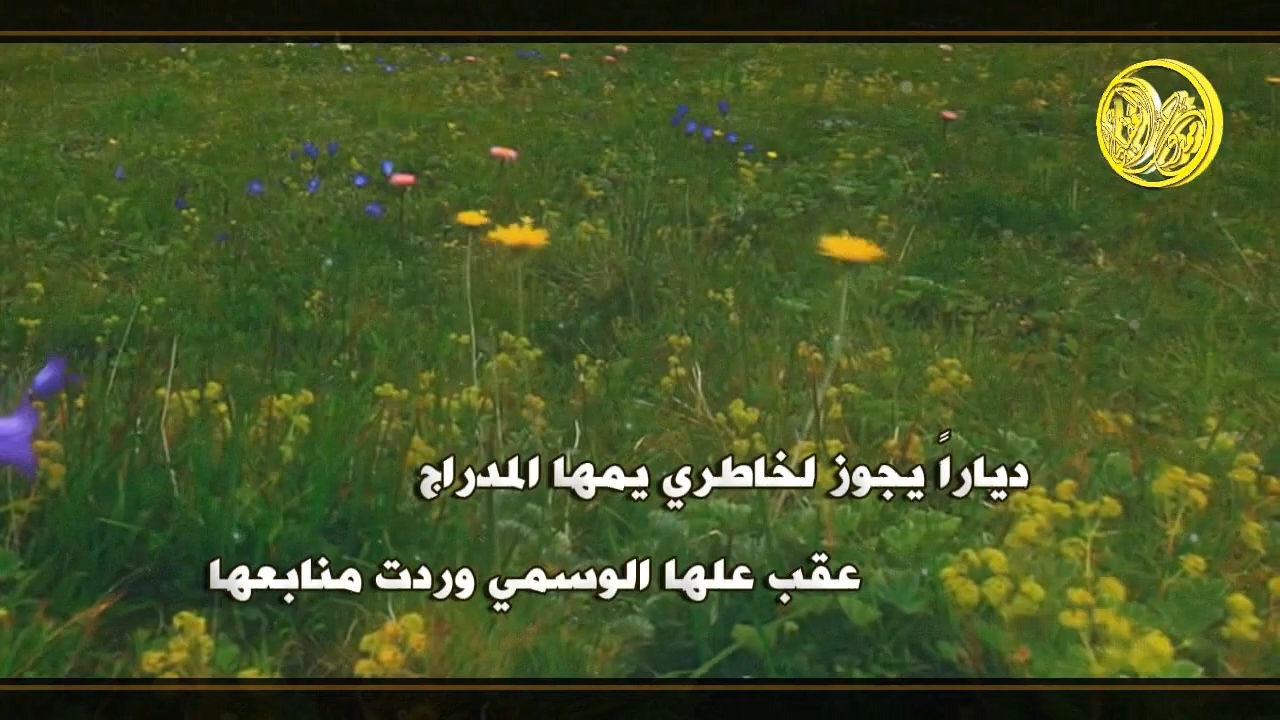 دياراً يجوز لخاطري يمها المدراج
عقب علها الوسمي وردت منابعها